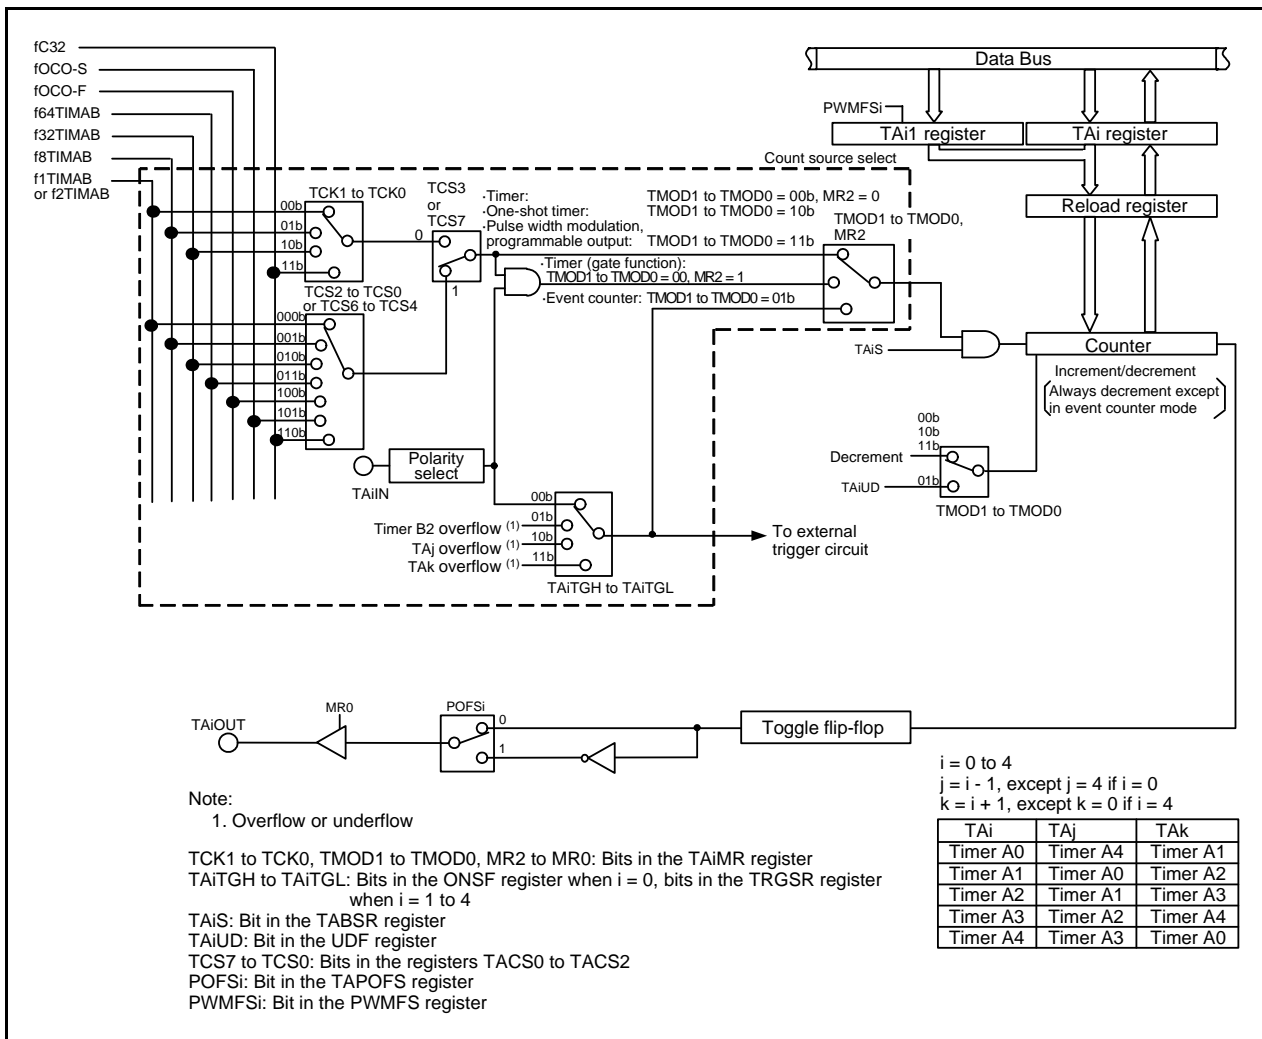 fC32
fOCO-S
fOCO-F
f64TIMAB
f32TIMAB
f8TIMAB
f1TIMAB
or f2TIMAB
Data Bus
PWMFSi
TAi1 register
TAi register
Reload register
Count source select
TCK1 to TCK0
00b
01b
10b
11b
TCS3
or
TCS7
0
1
·Timer: TMOD1 to TMOD0 = 00b, MR2 = 0
·One-shot timer: TMOD1 to TMOD0 = 10b
·Pulse width modulation,
programmable output: TMOD1 to TMOD0 = 11b
·Timer (gate function):
TMOD1 to TMOD0 = 00, MR2 = 1
·Event counter: TMOD1 to TMOD0 = 01b
TMOD1 to TMOD0,
MR2
TCS2 to TCS0
or TCS6 to TCS4
000b
001b
010b
011b
100b
101b
110b
TAiS
Counter
Increment/decrement
Always decrement except
in event counter mode
00b
10b
11b
Decrement
TAiUD
01b
TMOD1 to TMOD0
TAiIN
Polarity
select
00b
01b
10b
11b
Timer B2 overflow (1)
TAj overflow (1)
TAk overflow (1)
TAiTGH to TAiTGL
To external
trigger circuit
TAiOUT
MR0
POFSi
0
1
Toggle flip-flop
i = 0 to 4
j = i - 1, except j = 4 if i = 0
k = i + 1, except k = 0 if i = 4
TAi TAj TAk
Timer A0 Timer A4 Timer A1
Timer A1 Timer A0 Timer A2
Timer A2 Timer A1 Timer A3
Timer A3 Timer A2 Timer A4
Timer A4 Timer A3 Timer A0
Note:
1. Overflow or underflow
TCK1 to TCK0, TMOD1 to TMOD0, MR2 to MR0: Bits in the TAiMR register
TAiTGH to TAiTGL: Bits in the ONSF register when i = 0, bits in the TRGSR register
when i = 1 to 4
TAiS: Bit in the TABSR register
TAiUD: Bit in the UDF register
TCS7 to TCS0: Bits in the registers TACS0 to TACS2
POFSi: Bit in the TAPOFS register
PWMFSi: Bit in the PWMFS register